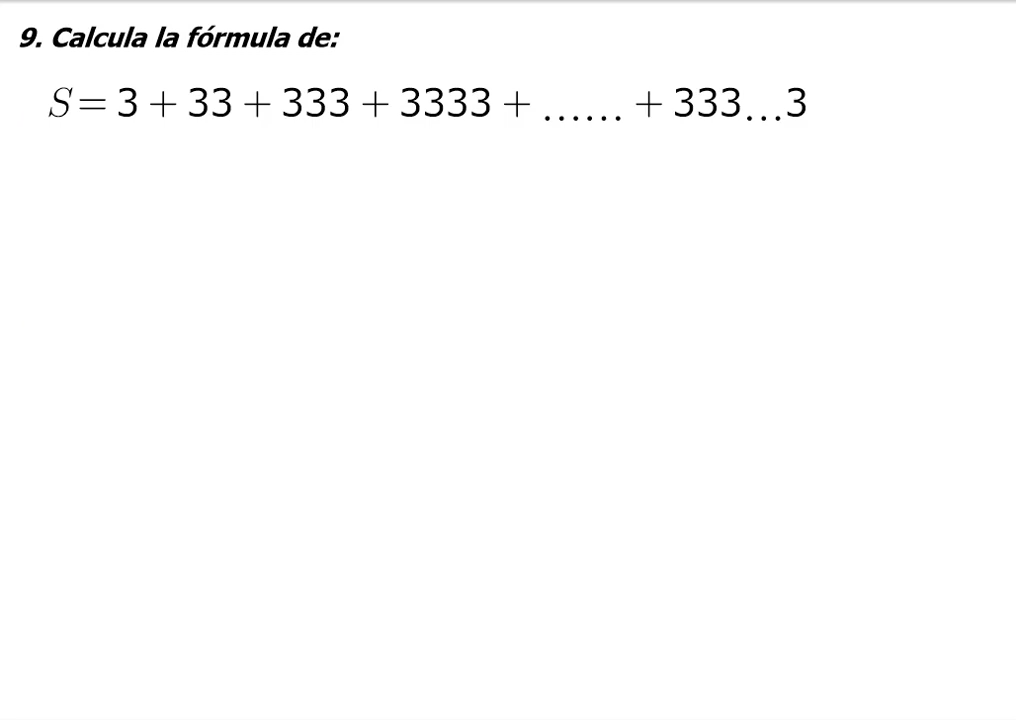 9. Calcula la fórmula de:
S = 3 + 33 + 333 + 3333 + ...... + 333...3